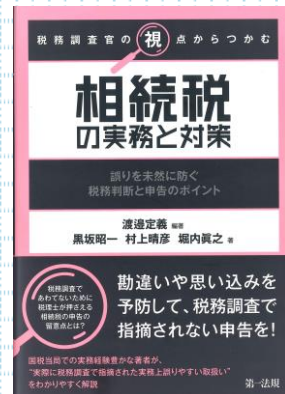 税務調査官の視点からつかむ
相続税
の実務と対策
誤りを未然に防ぐ
税務判断と申告のポイント
渡邉定義 編著
黒坂昭一 村上晴彦 堀内眞之 著
税務調査で
あわてないために
税理士が押さえる
相続税の申告の
留意点とは？
勘違いや思い込みを
予防して、税務調査で
指摘されない申告を！
国税当局での実務経験豊かな著者が、
“実際に税務調査で指摘された実務上誤りやすい取扱い”
をわかりやすく解説
第一法規